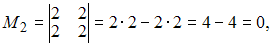 M₂ = |2 2; 2 2| = 2·2 − 2·2 = 4 − 4 = 0,